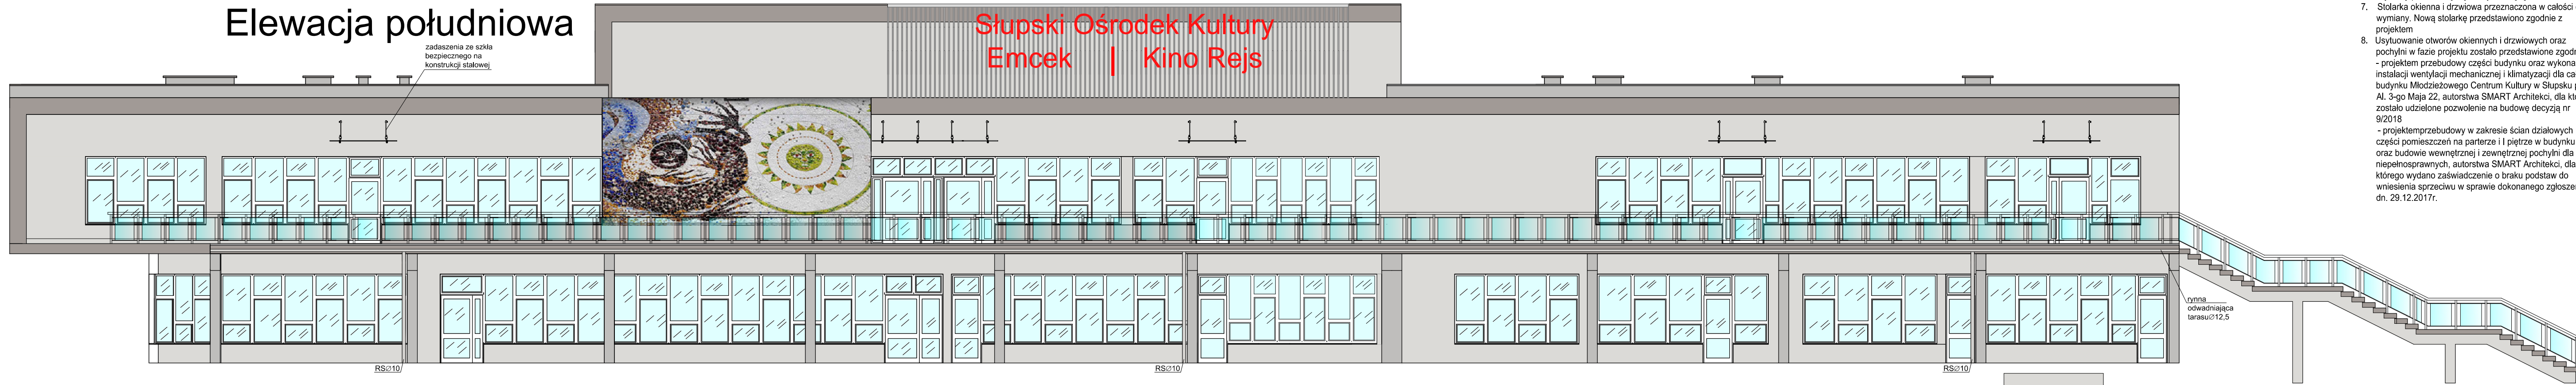 Elewacja południowa
zadaszenia ze szkła
bezpiecznego na
konstrukcji stalowej
Słupski Ośrodek Kultury
Emcek | Kino Rejs
7. Stolarka okienna i drzwiowa przeznaczona w całości
wymiany. Nową stolarkę przedstawiono zgodnie z
projektem
8. Usytuowanie otworów okiennych i drzwiowych oraz
pochylni w fazie projektu zostało przedstawione
- projektem przebudowy części budynku oraz
instalacji wentylacji mechanicznej i klimatyzacji dla
budynku Młodzieżowego Centrum Kultury w Słupsku
Al. 3-go Maja 22, autorstwa SMART Architekci, dla
zostało udzielone pozwolenie na budowę decyzją nr
9/2018
- projektemprzebudowy w zakresie ścian działowych
części pomieszczeń na parterze i I piętrze w budynku
oraz budowie wewnętrznej i zewnętrznej pochylni dla
niepełnosprawnych, autorstwa SMART Architekci, dla
którego wydano zaświadczenie o braku podstaw do
wniesienia sprzeciwu w sprawie dokonanego
dn. 29.12.2017r.
rynna
odwadniająca
tarasu∅12,5
RS∅10
RS∅10
RS∅10